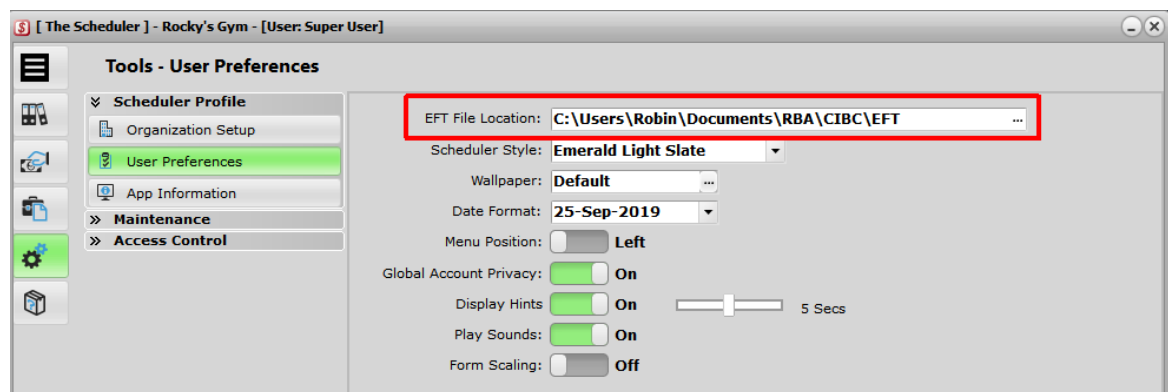 [ The Scheduler ] - Rocky's Gym - [User: Super User]
Tools - User Preferences
Scheduler Profile
Organization Setup
User Preferences
App Information
Maintenance
Access Control
EFT File Location: C:\Users\Robin\Documents\RBA\CIBC\EFT ...
Scheduler Style: Emerald Light Slate
Wallpaper: Default ...
Date Format: 25-Sep-2019
Menu Position: Left
Global Account Privacy: On
Display Hints On 5 Secs
Play Sounds: On
Form Scaling: Off